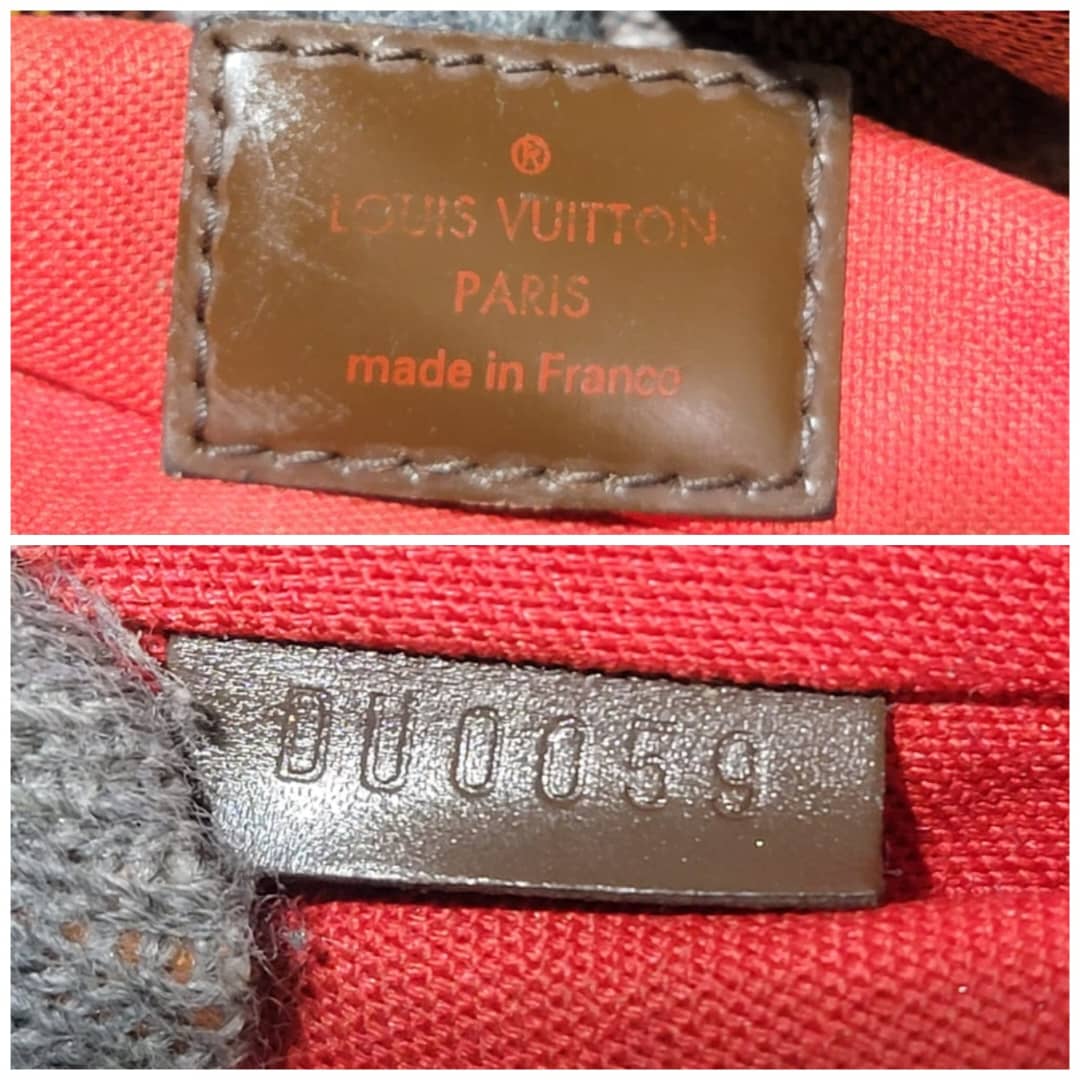 ®
LOUIS VUITTON
PARIS
made in France
DU0059